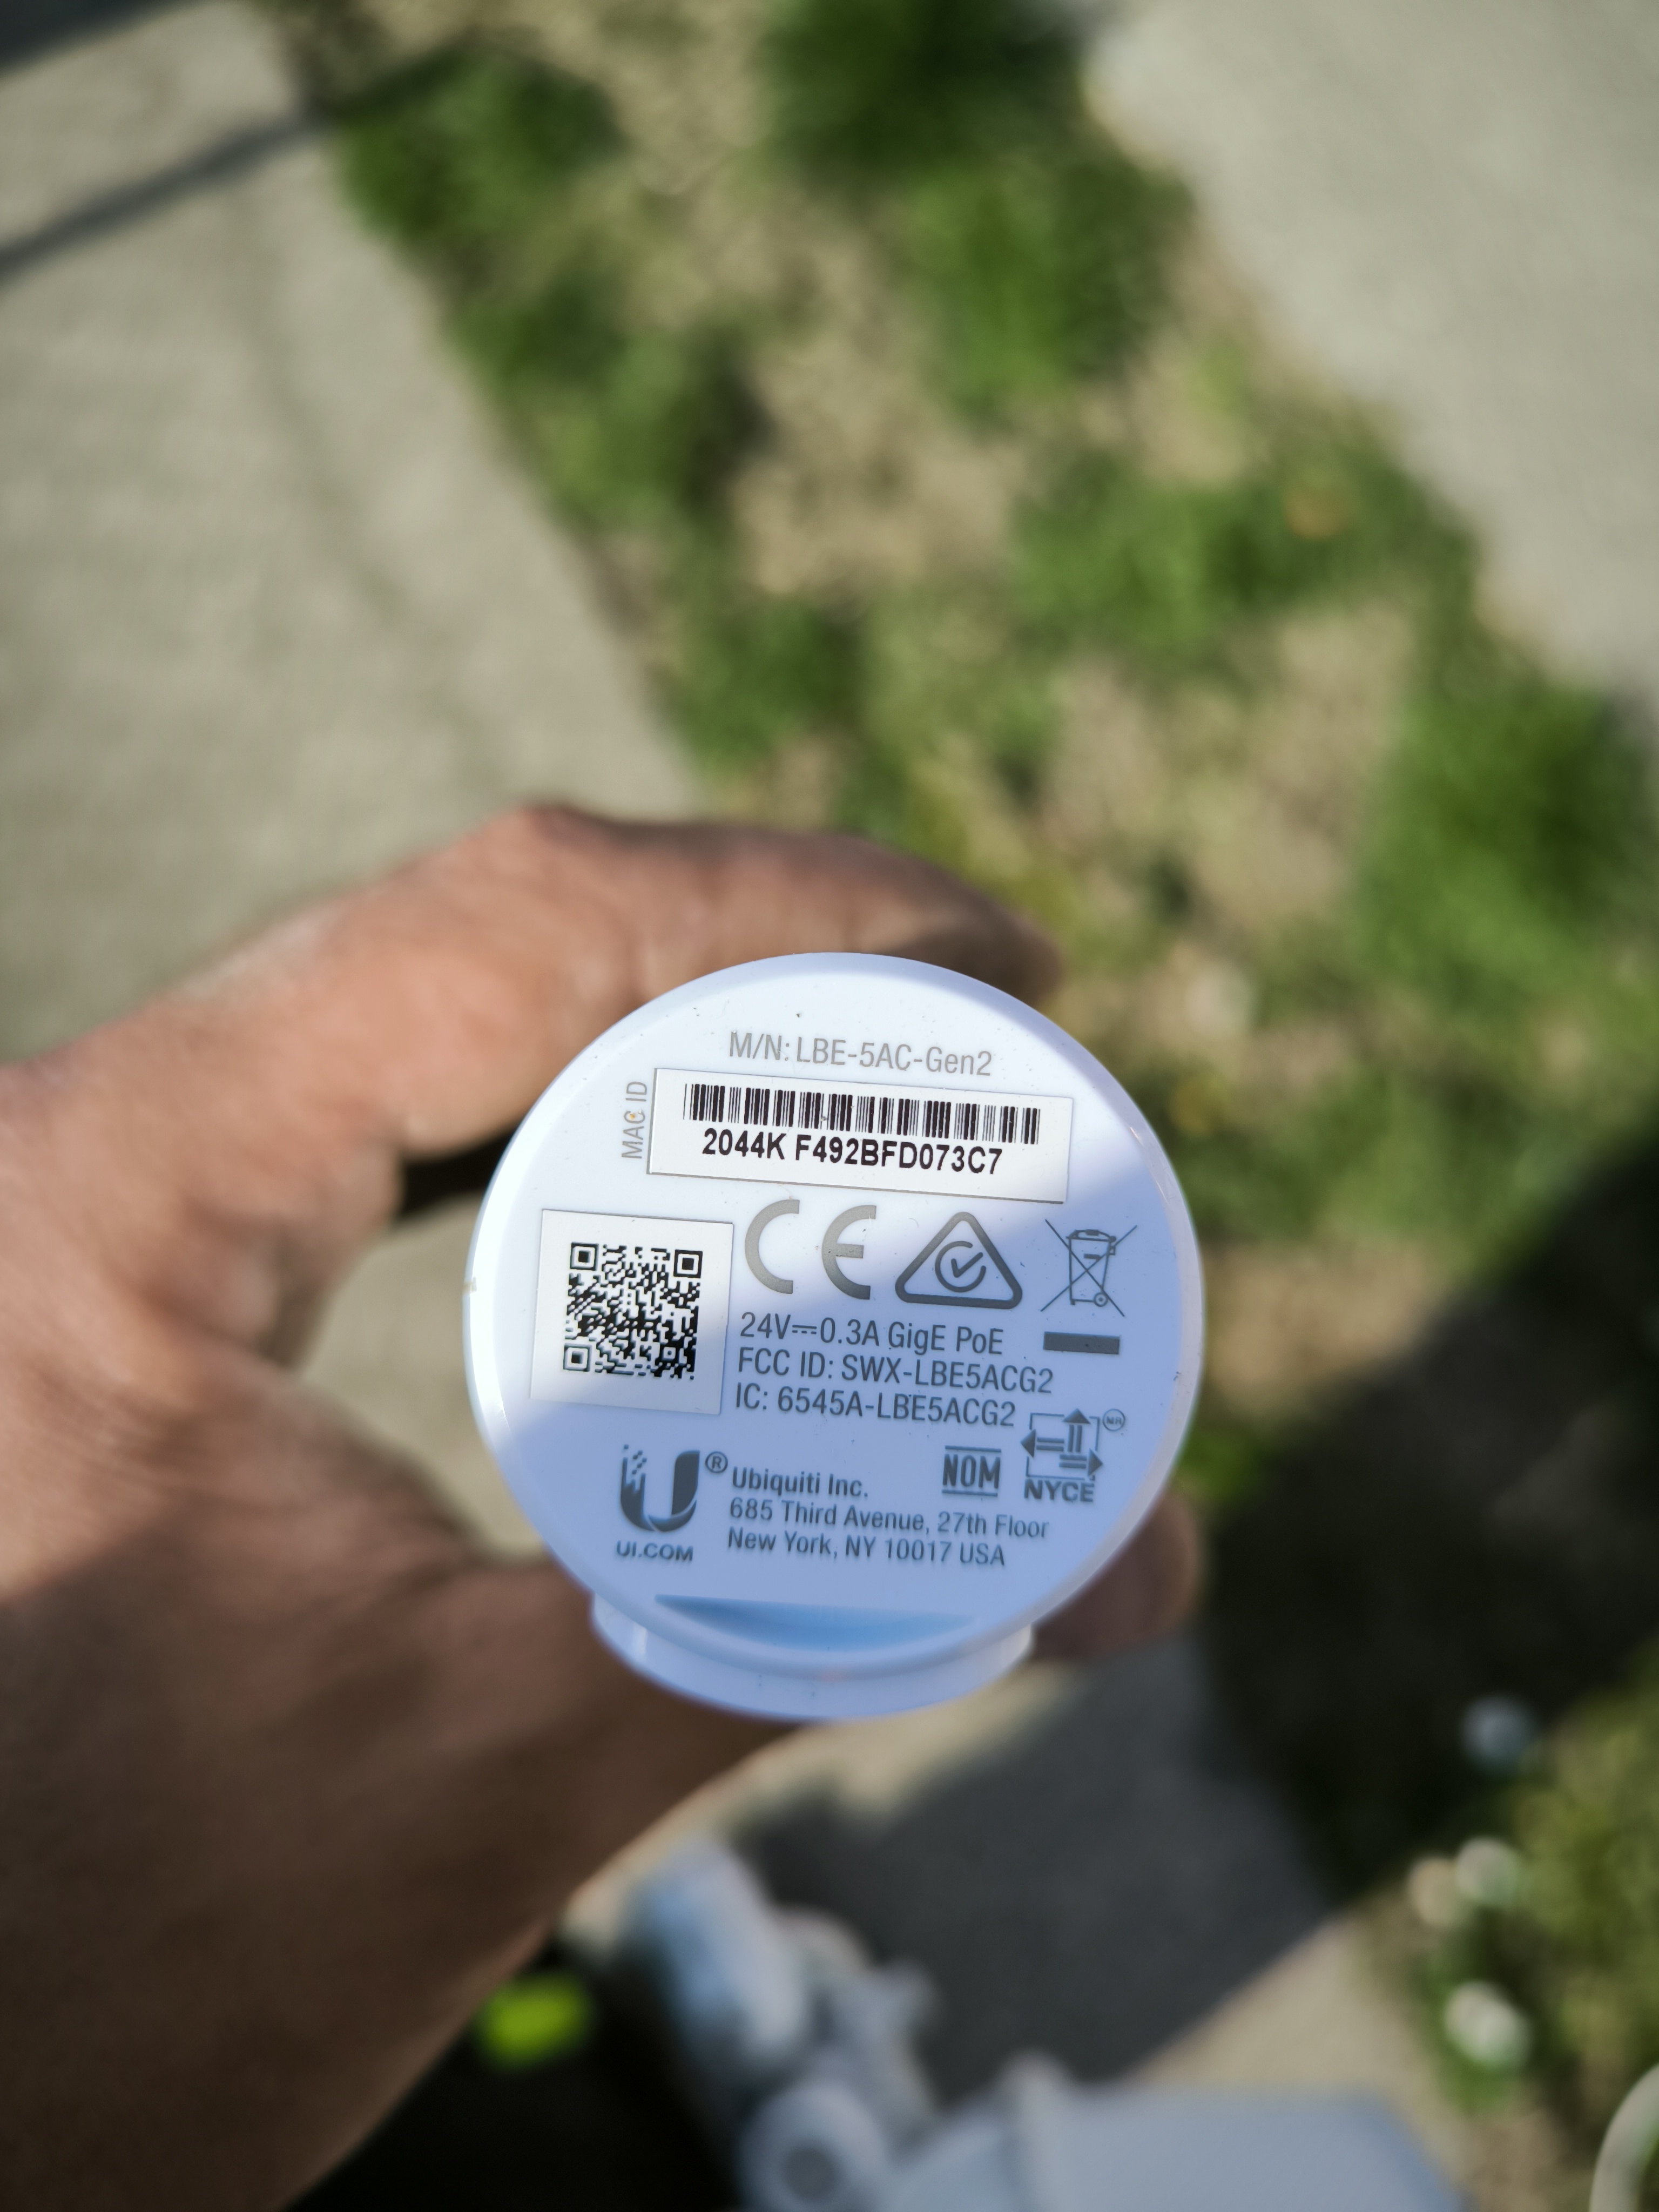 M/N: LBE-5AC-Gen2
MAC ID
2044K F492BFD073C7
CE
24V⎓0.3A GigE PoE
FCC ID: SWX-LBE5ACG2
IC: 6545A-LBE5ACG2
U®
UI.COM
Ubiquiti Inc.
685 Third Avenue, 27th Floor
New York, NY 10017 USA
NOM
NYCE